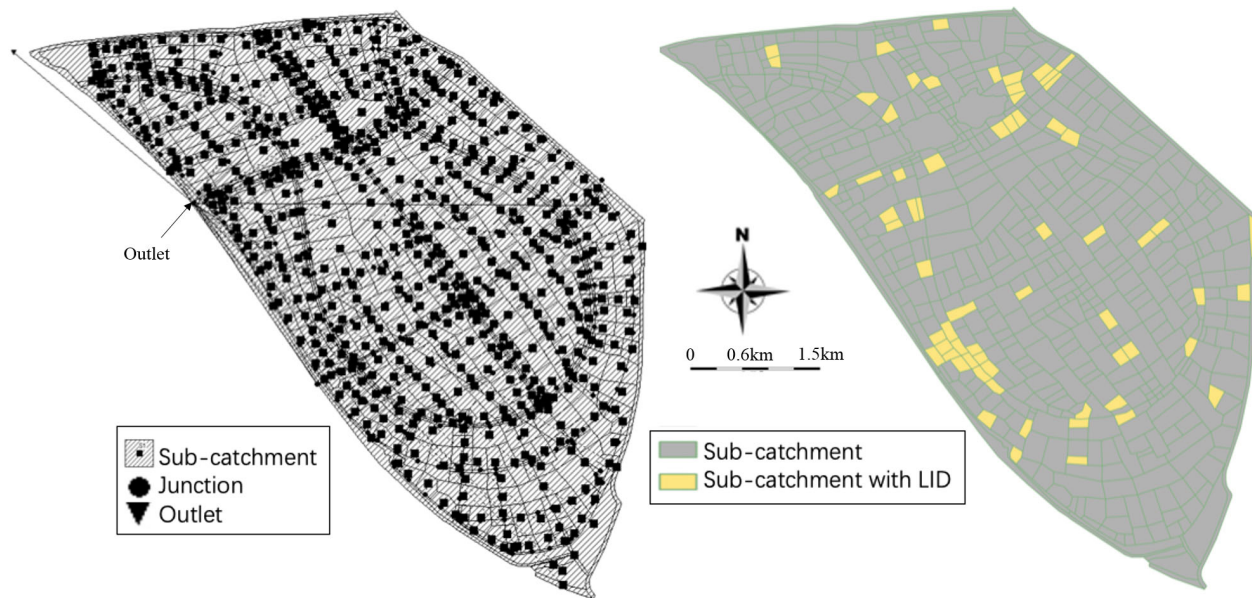 Outlet
Sub-catchment
Junction
Outlet
N
0 0.6km 1.5km
Sub-catchment
Sub-catchment with LID